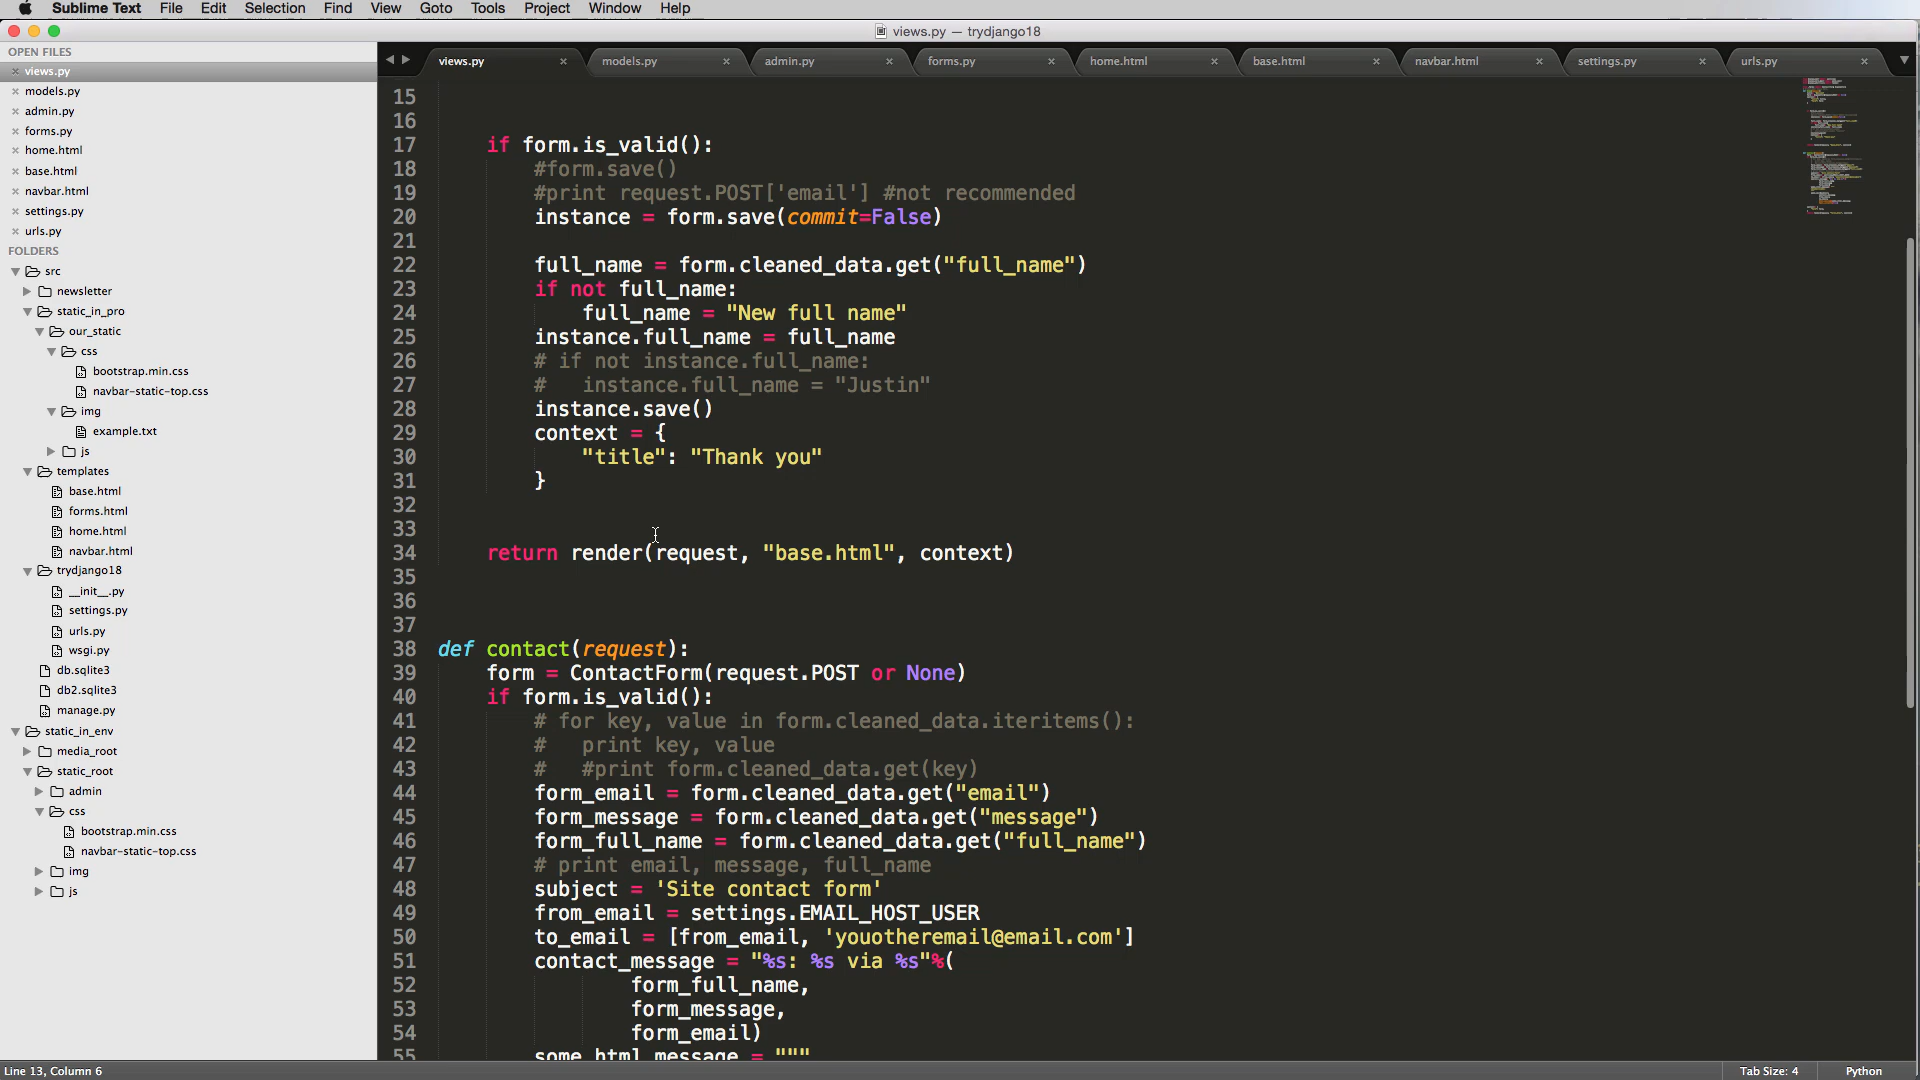 Sublime Text File Edit Selection Find View Goto Tools Project Window Help
views.py — trydjango18
OPEN FILES
views.py
models.py
admin.py
forms.py
home.html
base.html
navbar.html
settings.py
urls.py
FOLDERS
src
newsletter
static_in_pro
our_static
css
bootstrap.min.css
navbar-static-top.css
img
example.txt
js
templates
base.html
forms.html
home.html
navbar.html
trydjango18
__init__.py
settings.py
urls.py
wsgi.py
db.sqlite3
db2.sqlite3
manage.py
static_in_env
media_root
static_root
admin
css
bootstrap.min.css
navbar-static-top.css
img
js
views.py models.py admin.py forms.py home.html base.html navbar.html settings.py urls.py
15
16
17 if form.is_valid():
18 #form.save()
19 #print request.POST['email'] #not recommended
20 instance = form.save(commit=False)
21
22 full_name = form.cleaned_data.get("full_name")
23 if not full_name:
24 full_name = "New full name"
25 instance.full_name = full_name
26 # if not instance.full_name:
27 # instance.full_name = "Justin"
28 instance.save()
29 context = {
30 "title": "Thank you"
31 }
32
33
34 return render(request, "base.html", context)
35
36
37
38 def contact(request):
39 form = ContactForm(request.POST or None)
40 if form.is_valid():
41 # for key, value in form.cleaned_data.iteritems():
42 # print key, value
43 # #print form.cleaned_data.get(key)
44 form_email = form.cleaned_data.get("email")
45 form_message = form.cleaned_data.get("message")
46 form_full_name = form.cleaned_data.get("full_name")
47 # print email, message, full_name
48 subject = 'Site contact form'
49 from_email = settings.EMAIL_HOST_USER
50 to_email = [from_email, 'youotheremail@email.com']
51 contact_message = "%s: %s via %s"%(
52 form_full_name,
53 form_message,
54 form_email)
55 some_html_message = """
Line 13, Column 6 Tab Size: 4 Python